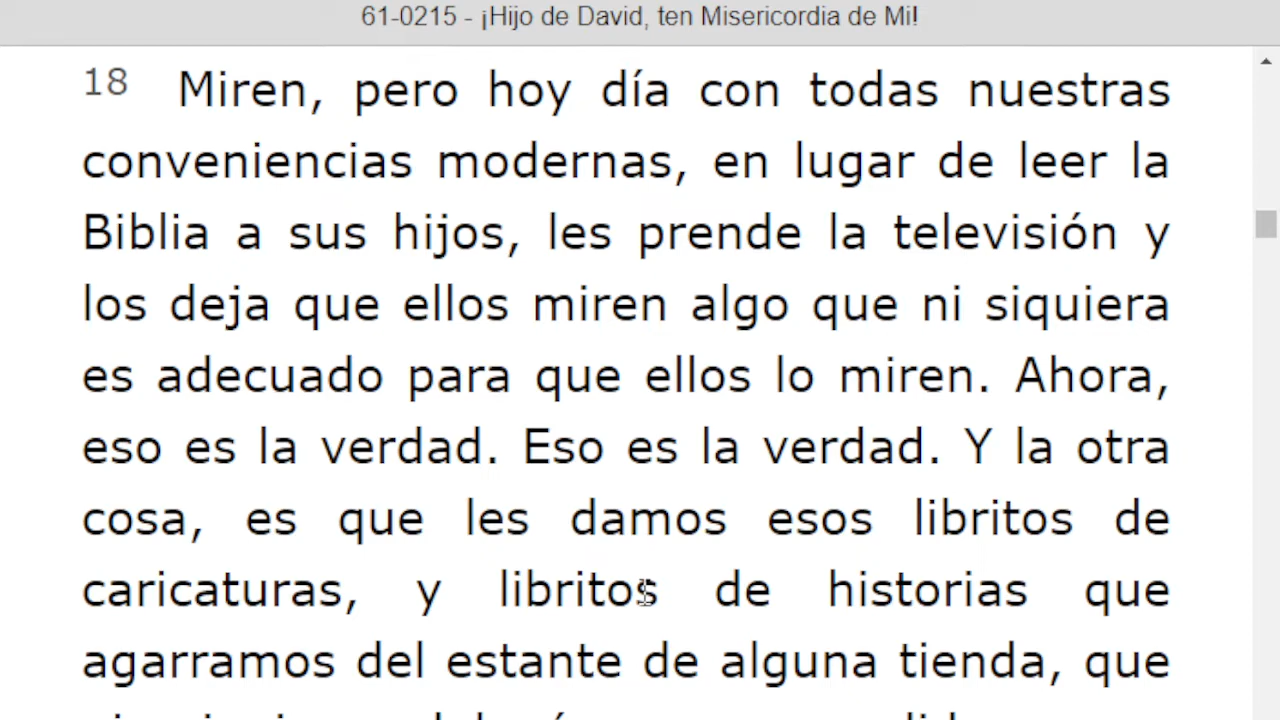 61-0215 - ¡Hijo de David, ten Misericordia de Mi!
18 Miren, pero hoy día con todas nuestras
conveniencias modernas, en lugar de leer la
Biblia a sus hijos, les prende la televisión y
los deja que ellos miren algo que ni siquiera
es adecuado para que ellos lo miren. Ahora,
eso es la verdad. Eso es la verdad. Y la otra
cosa, es que les damos esos libritos de
caricaturas, y libritos de historias que
agarramos del estante de alguna tienda, que